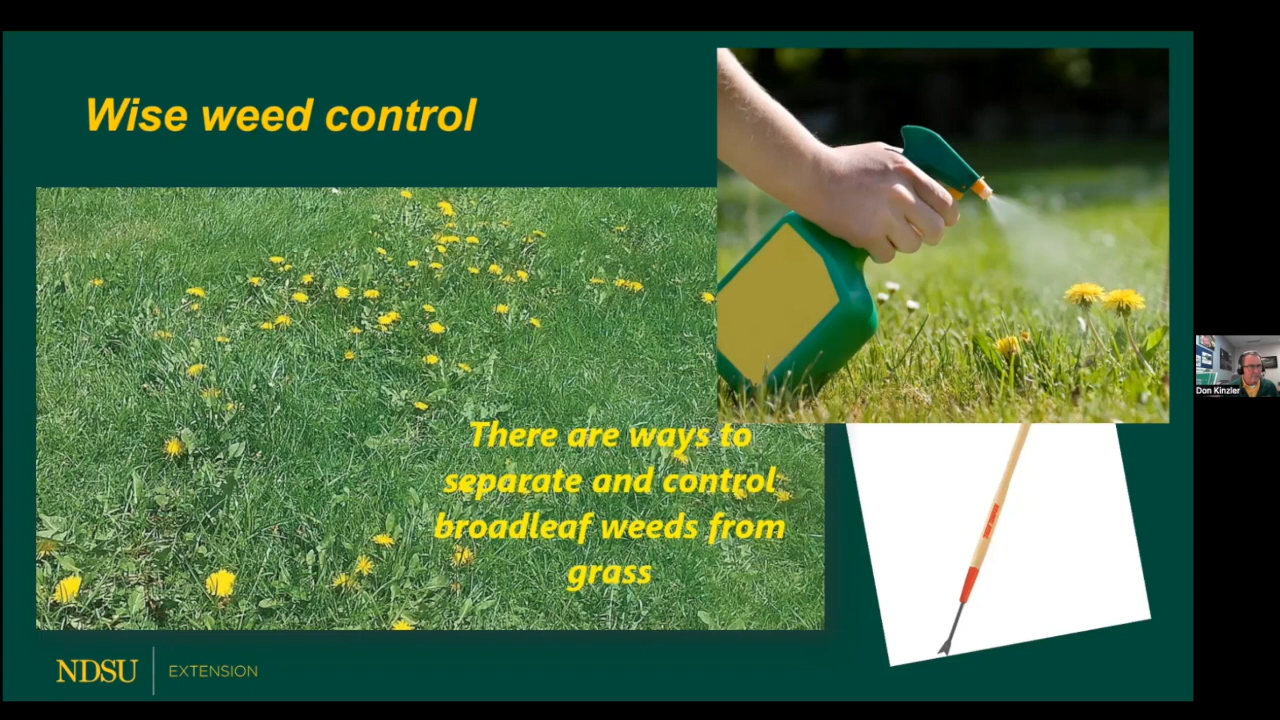 Wise weed control
There are ways to
separate and control
broadleaf weeds from
grass
NDSU
EXTENSION
Don Kinzler